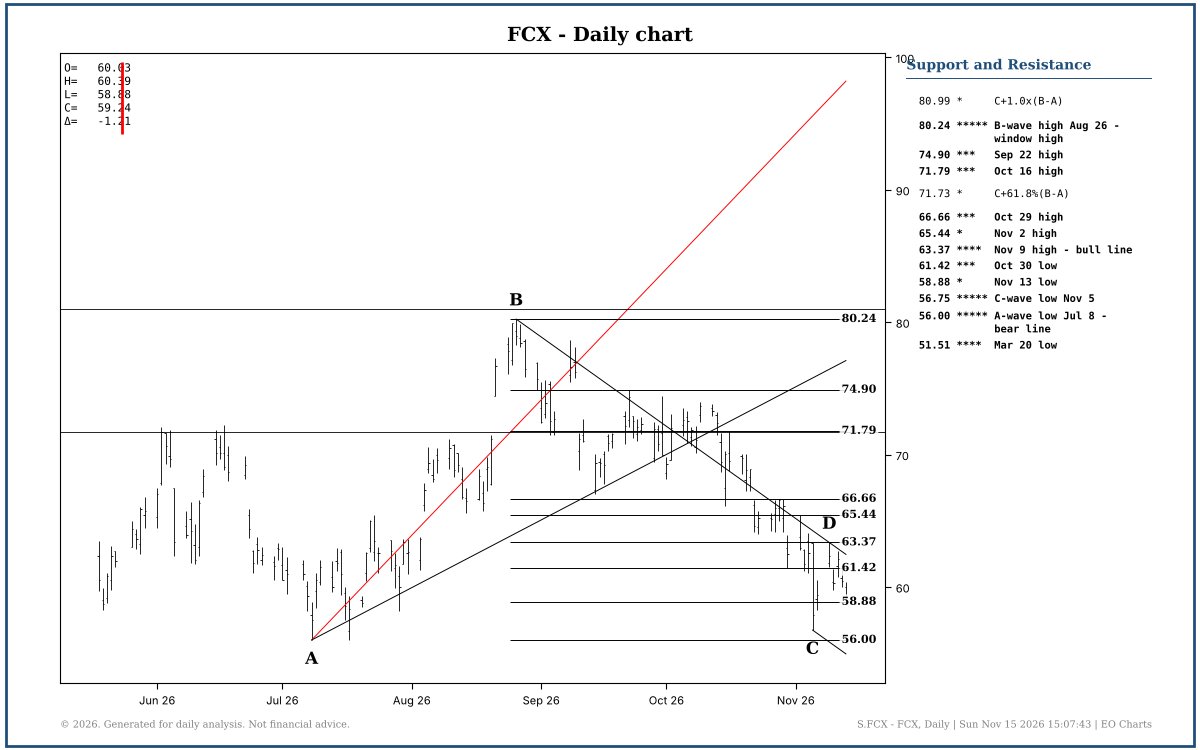 FCX - Daily chart
O= 60.03
H= 60.39
L= 58.88
C= 59.24
Δ= -1.21
100
90
80
70
60
B
80.24
74.90
71.79
66.66
65.44
D
63.37
61.42
58.88
56.00
C
A
Jun 26
Jul 26
Aug 26
Sep 26
Oct 26
Nov 26
Support and Resistance
80.99 * C+1.0x(B-A)
80.24 ***** B-wave high Aug 26 -
window high
74.90 *** Sep 22 high
71.79 *** Oct 16 high
71.73 * C+61.8%(B-A)
66.66 *** Oct 29 high
65.44 * Nov 2 high
63.37 **** Nov 9 high - bull line
61.42 *** Oct 30 low
58.88 * Nov 13 low
56.75 ***** C-wave low Nov 5
56.00 ***** A-wave low Jul 8 -
bear line
51.51 **** Mar 20 low
© 2026. Generated for daily analysis. Not financial advice.
S.FCX - FCX, Daily | Sun Nov 15 2026 15:07:43 | EO Charts